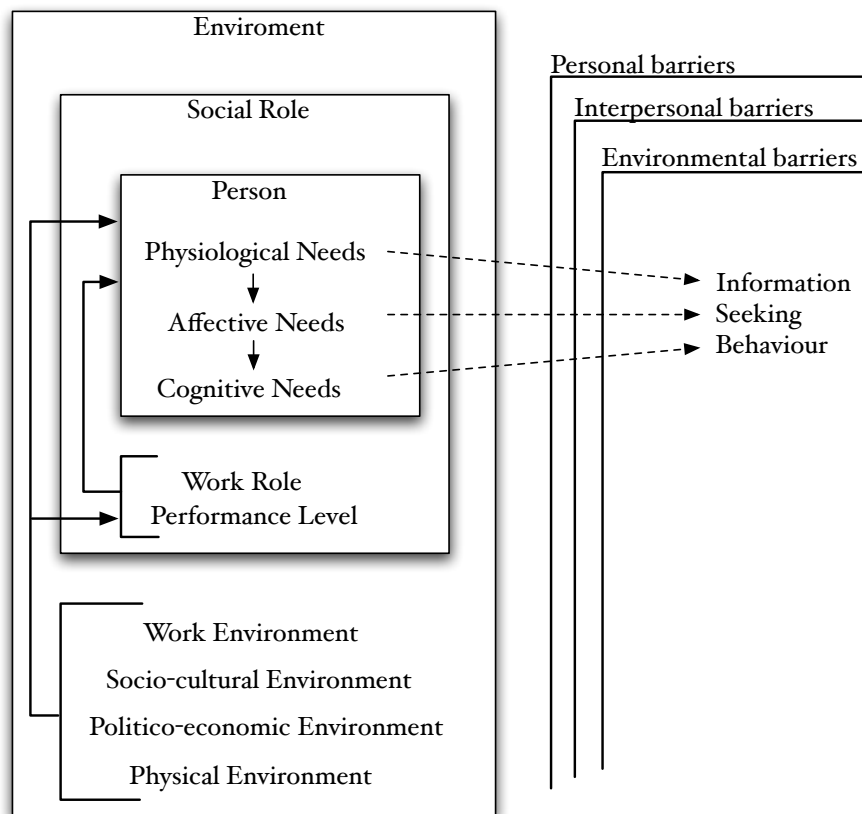 Enviroment
Social Role
Person
Physiological Needs
Affective Needs
Cognitive Needs
Work Role
Performance Level
Work Environment
Socio-cultural Environment
Politico-economic Environment
Physical Environment
Personal barriers
Interpersonal barriers
Environmental barriers
Information
Seeking
Behaviour